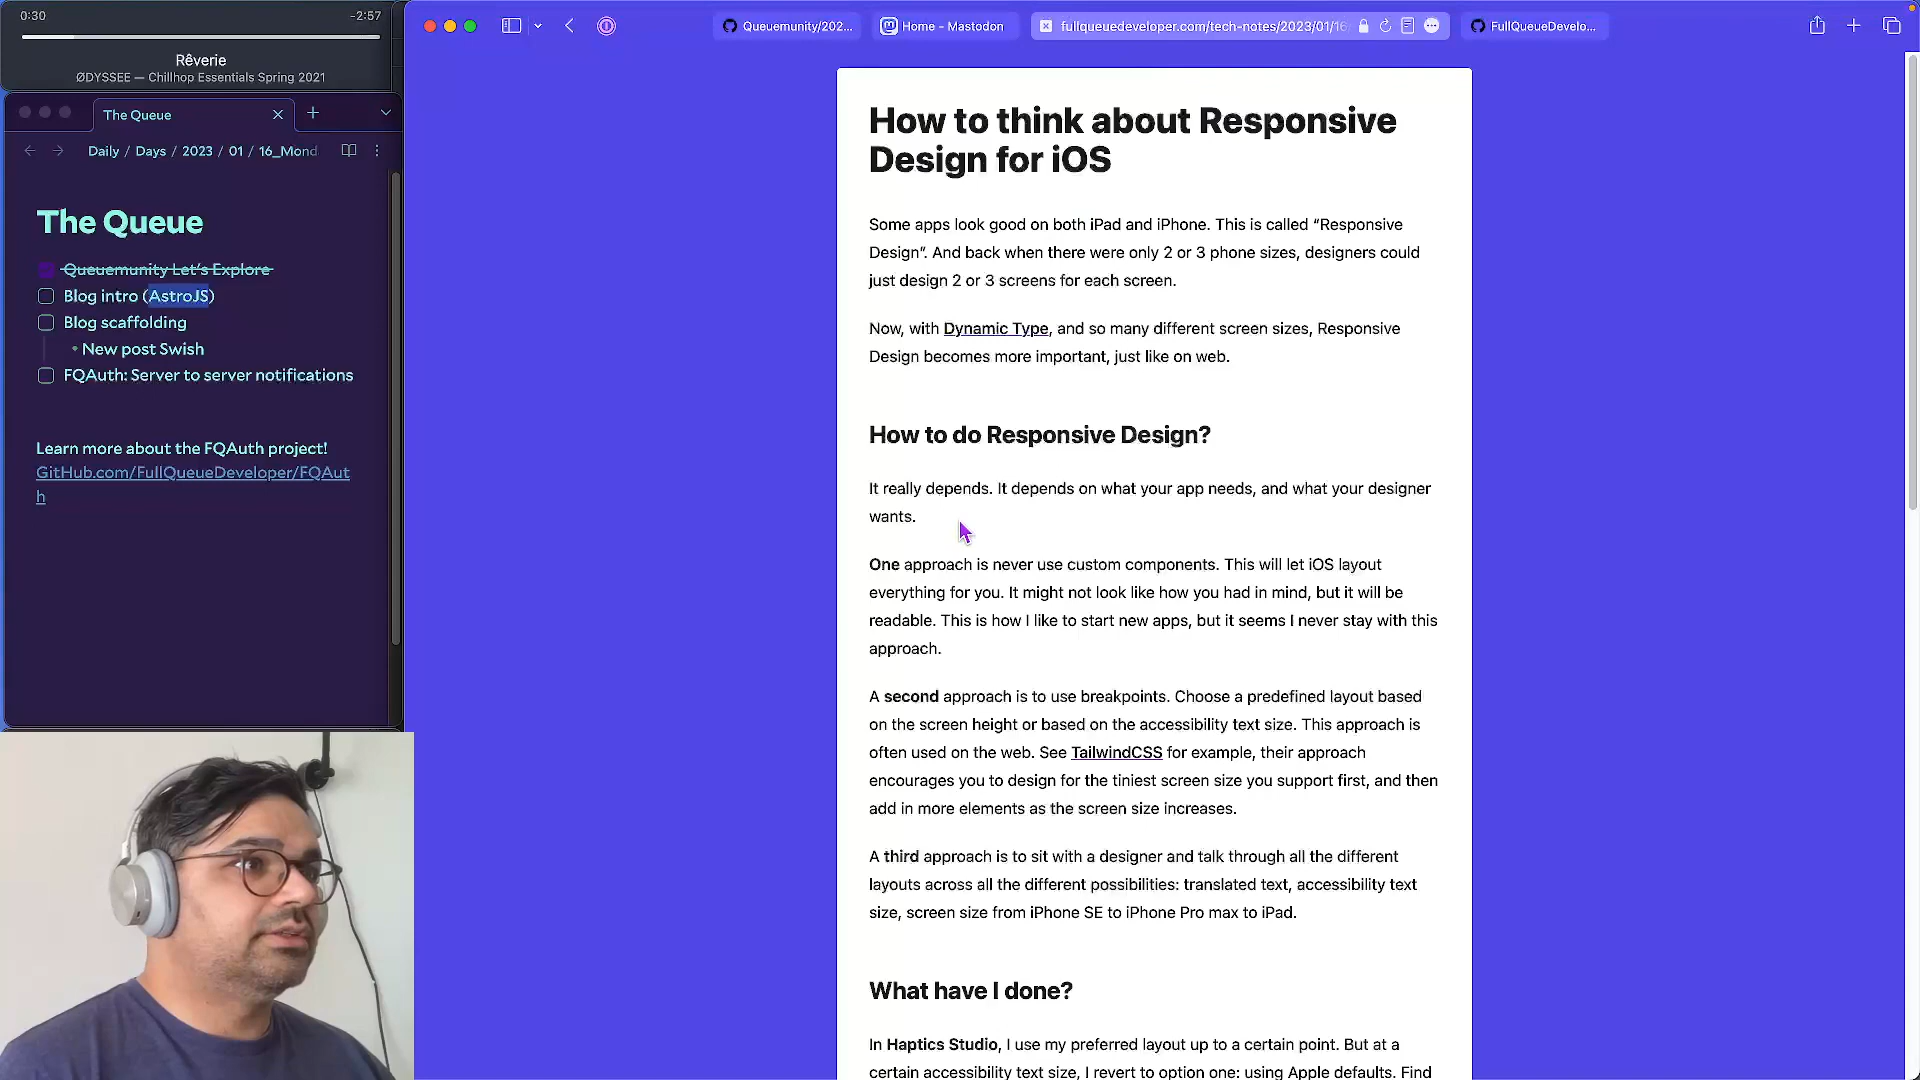 0:30
-2:57
Rêverie
ØDYSSEE — Chillhop Essentials Spring 2021
The Queue
Daily / Days / 2023 / 01 / 16_Mond
The Queue
Queuemunity Let's Explore
Blog intro (AstroJS)
Blog scaffolding
• New post Swish
FQAuth: Server to server notifications
Learn more about the FQAuth project!
GitHub.com/FullQueueDeveloper/FQAut
h
Queuemunity/202...
Home – Mastodon
fullqueuedeveloper.com/tech-notes/2023/01/16
FullQueueDevelo...
How to think about Responsive
Design for iOS
Some apps look good on both iPad and iPhone. This is called “Responsive
Design”. And back when there were only 2 or 3 phone sizes, designers could
just design 2 or 3 screens for each screen.
Now, with Dynamic Type, and so many different screen sizes, Responsive
Design becomes more important, just like on web.
How to do Responsive Design?
It really depends. It depends on what your app needs, and what your designer
wants.
One approach is never use custom components. This will let iOS layout
everything for you. It might not look like how you had in mind, but it will be
readable. This is how I like to start new apps, but it seems I never stay with this
approach.
A second approach is to use breakpoints. Choose a predefined layout based
on the screen height or based on the accessibility text size. This approach is
often used on the web. See TailwindCSS for example, their approach
encourages you to design for the tiniest screen size you support first, and then
add in more elements as the screen size increases.
A third approach is to sit with a designer and talk through all the different
layouts across all the different possibilities: translated text, accessibility text
size, screen size from iPhone SE to iPhone Pro max to iPad.
What have I done?
In Haptics Studio, I use my preferred layout up to a certain point. But at a
certain accessibility text size, I revert to option one: using Apple defaults. Find